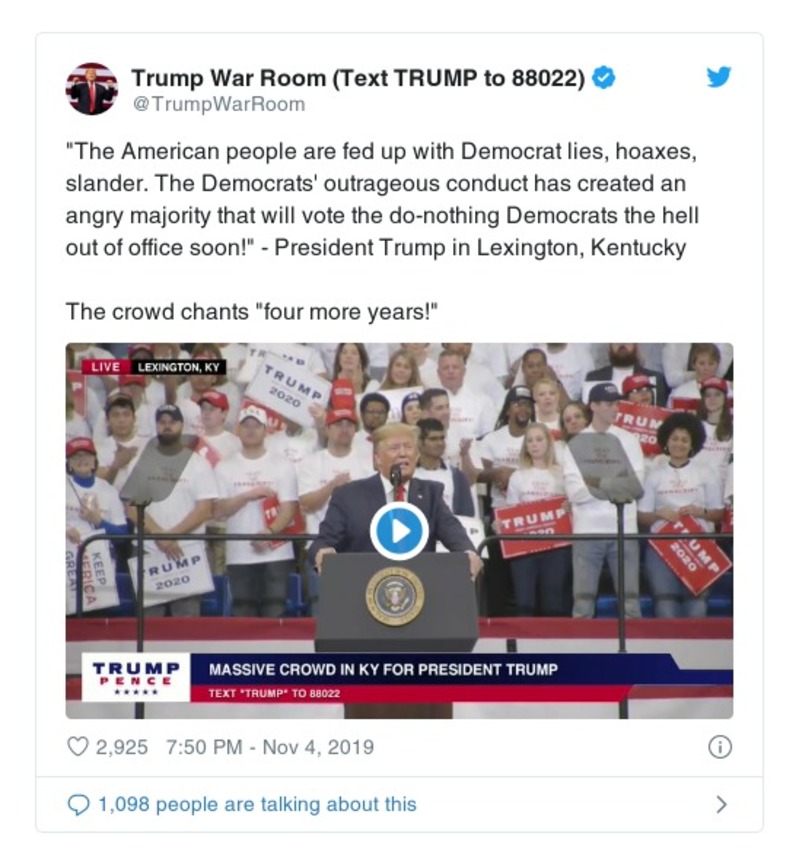 Trump War Room (Text TRUMP to 88022)
@TrumpWarRoom
"The American people are fed up with Democrat lies, hoaxes,
slander. The Democrats' outrageous conduct has created an
angry majority that will vote the do-nothing Democrats the hell
out of office soon!" - President Trump in Lexington, Kentucky
The crowd chants "four more years!"
LIVE LEXINGTON, KY
TRUMP
2020
TRUMP
TRUMP
TRUMP
2020
TRUMP
2020
KEEP
AMERICA
GREAT
TRUMP
PENCE
MASSIVE CROWD IN KY FOR PRESIDENT TRUMP
TEXT "TRUMP" TO 88022
2,925 7:50 PM - Nov 4, 2019
1,098 people are talking about this